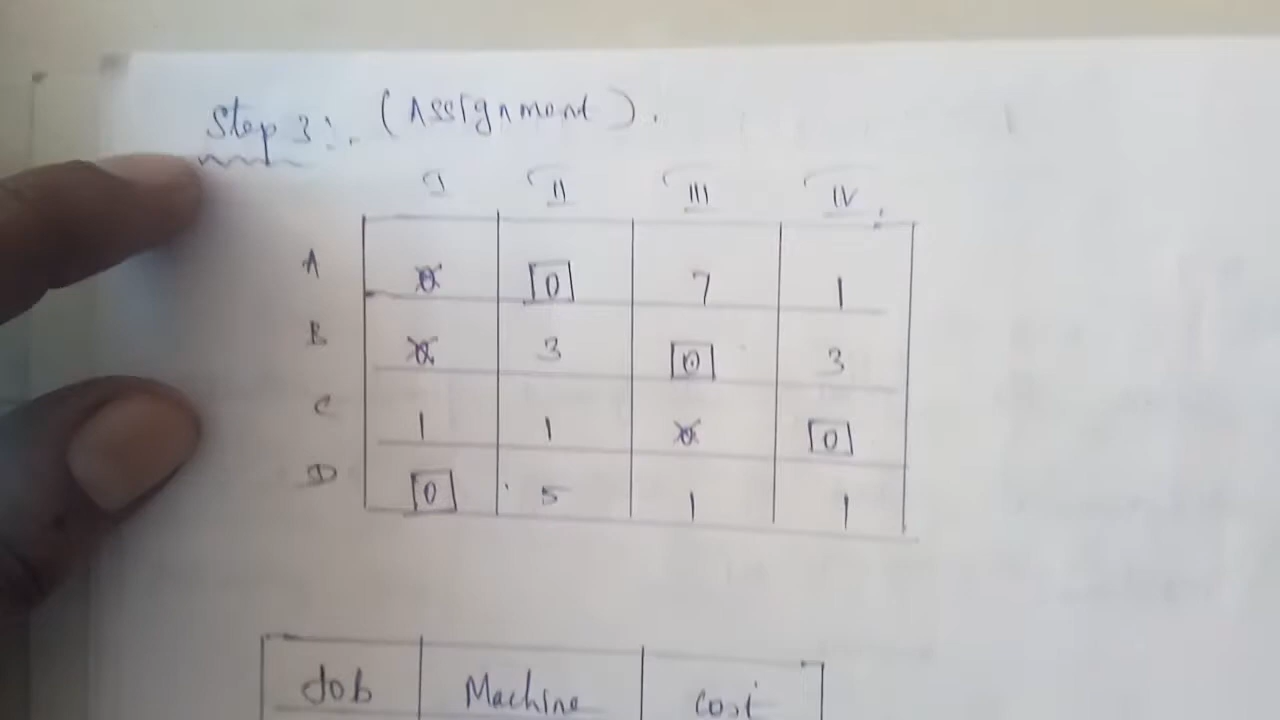 Step 3:. (Assignment).
I II III IV
A 0 0 7 1
B 0 3 0 3
C 1 1 0 0
D 0 5 1 1
Job Machine Cost